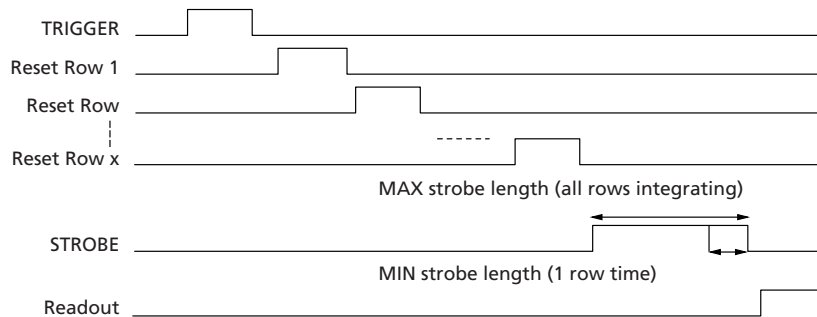 TRIGGER
Reset Row 1
Reset Row
Reset Row x
MAX strobe length (all rows integrating)
STROBE
MIN strobe length (1 row time)
Readout